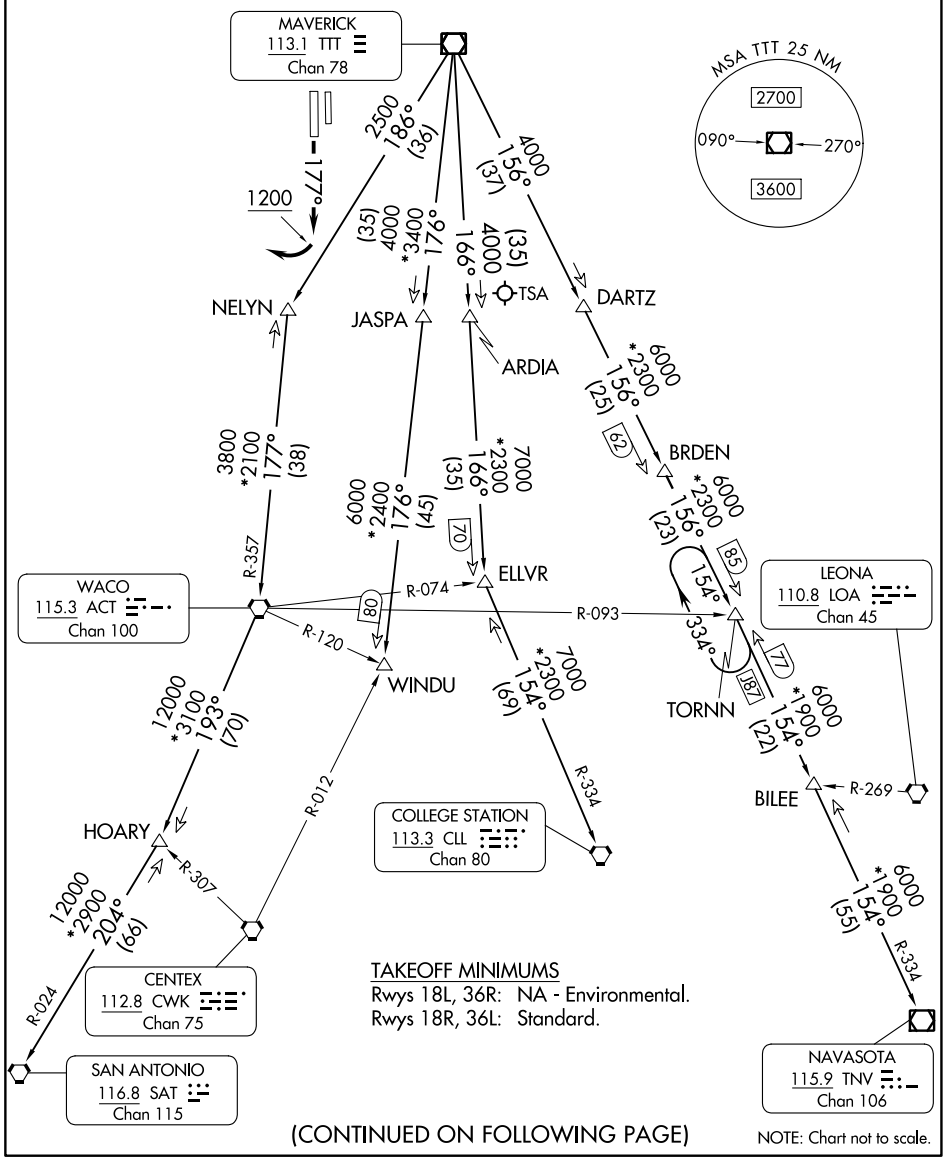 MAVERICK
113.1 TTT
Chan 78
MSA TTT 25 NM
2700
090°
270°
3600
2500
186°
(36)
4000
156°
(37)
177°
1200
(35)
4000
*3400
176°
(35)
4000
166°
TSA
NELYN
JASPA
ARDIA
DARTZ
6000
*2300
156°
(25)
62
BRDEN
3800
*2100
177°
(38)
6000
*2400
176°
(45)
7000
*2300
166°
(35)
6000
*2300
156°
(23)
R-357
70
85
WACO
115.3 ACT
Chan 100
R-074
ELLVR
154°
334°
LEONA
110.8 LOA
Chan 45
80
R-093
R-120
WINDU
77
J87
TORNN
12000
*3100
193°
(70)
7000
*2300
154°
(69)
6000
*1900
154°
(22)
R-012
R-334
BILEE
R-269
HOARY
COLLEGE STATION
113.3 CLL
Chan 80
R-307
12000
*2900
204°
(66)
6000
*1900
154°
(55)
R-334
R-024
CENTEX
112.8 CWK
Chan 75
TAKEOFF MINIMUMS
Rwys 18L, 36R: NA - Environmental.
Rwys 18R, 36L: Standard.
SAN ANTONIO
116.8 SAT
Chan 115
NAVASOTA
115.9 TNV
Chan 106
(CONTINUED ON FOLLOWING PAGE)
NOTE: Chart not to scale.